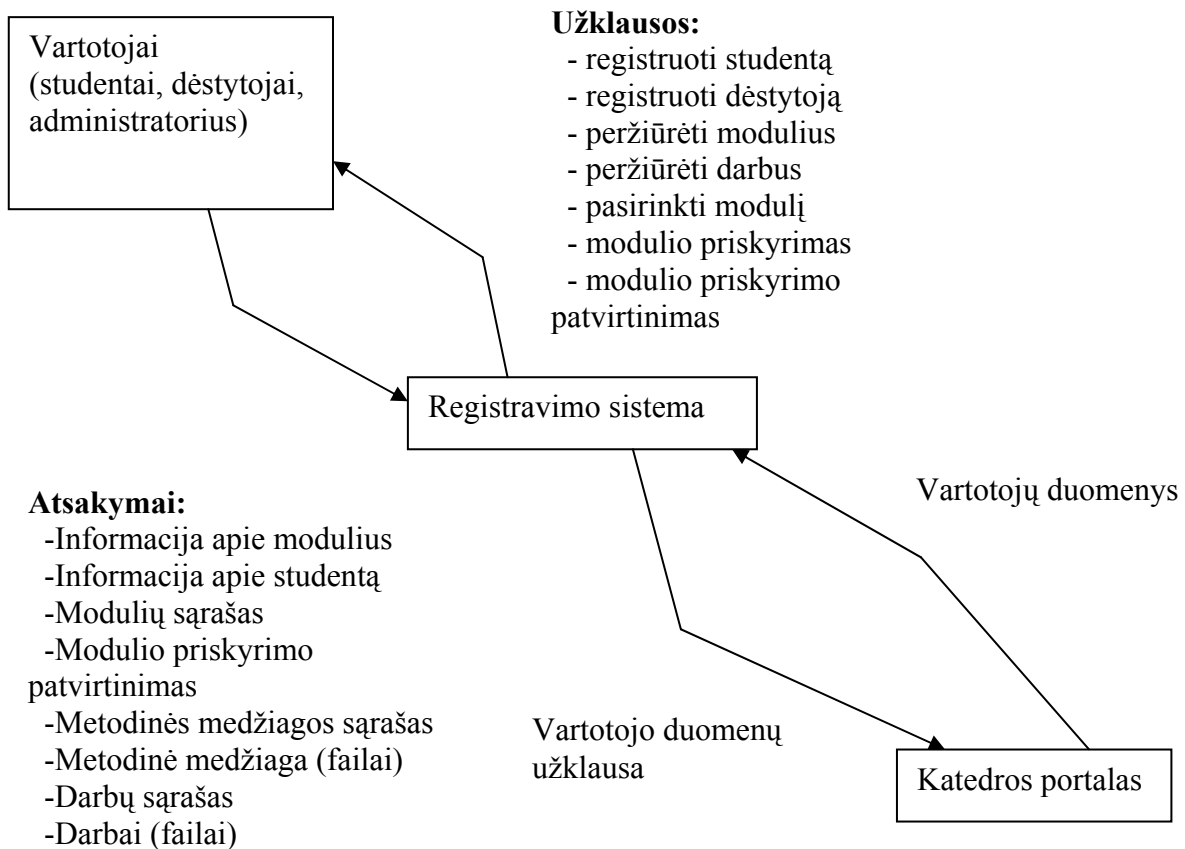 Vartotojai
(studentai, dėstytojai,
administratorius)
Užklausos:
- registruoti studentą
- registruoti dėstytoją
- peržiūrėti modulius
- peržiūrėti darbus
- pasirinkti modulį
- modulio priskyrimas
- modulio priskyrimo
patvirtinimas
Registravimo sistema
Atsakymai:
-Informacija apie modulius
-Informacija apie studentą
-Modulių sąrašas
-Modulio priskyrimo
patvirtinimas
-Metodinės medžiagos sąrašas
-Metodinė medžiaga (failai)
-Darbų sąrašas
-Darbai (failai)
Vartotojų duomenys
Vartotojo duomenų
užklausa
Katedros portalas